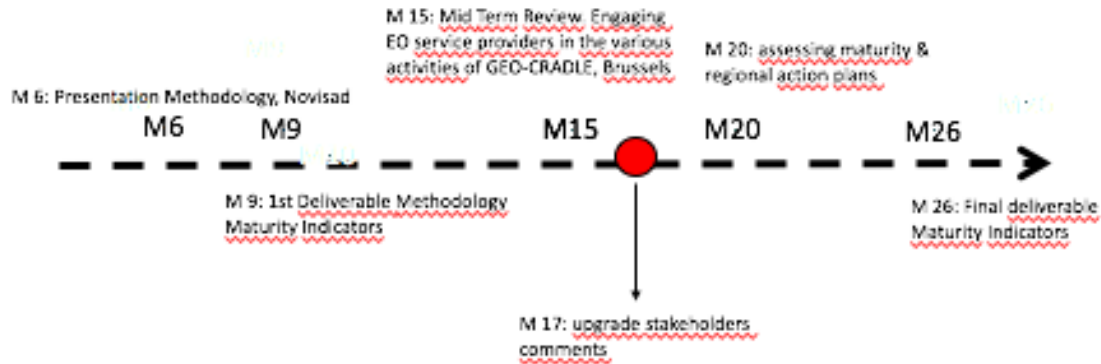 M 15: Mid Term Review. Engaging
EO service providers in the various
activities of GEO-CRADLE, Brussels
M 20: assessing maturity &
regional action plans
M 6: Presentation Methodology, Novisad
M6
M9
M15
M20
M26
M 9: 1st Deliverable Methodology
Maturity Indicators
M 26: Final deliverable
Maturity Indicators
M 17: upgrade stakeholders
comments